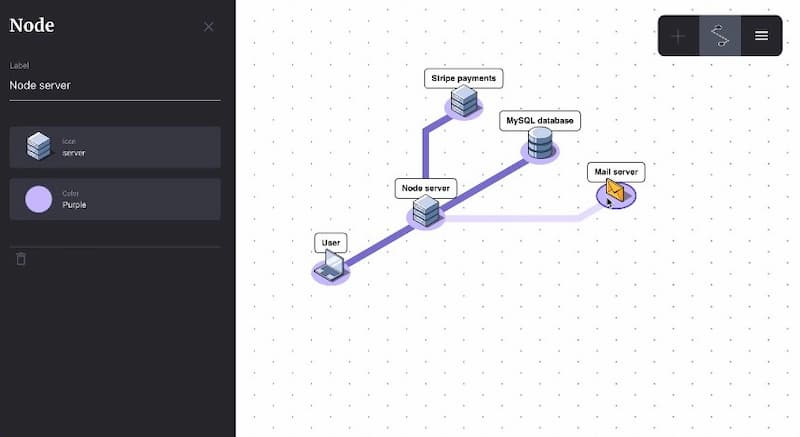 Node
Label
Node server
Icon
server
Color
Purple
Stripe payments
MySQL database
Mail server
Node server
User